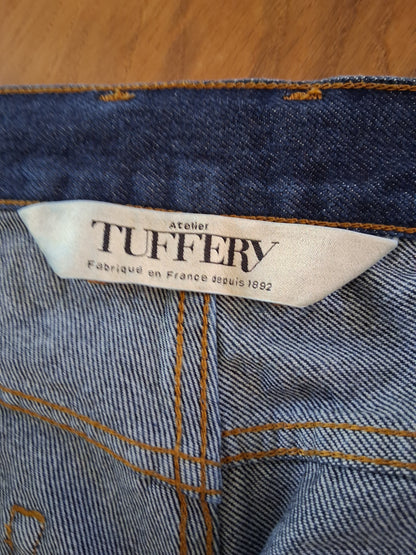 Atelier
TUFFERY
Fabriqué en France depuis 1892